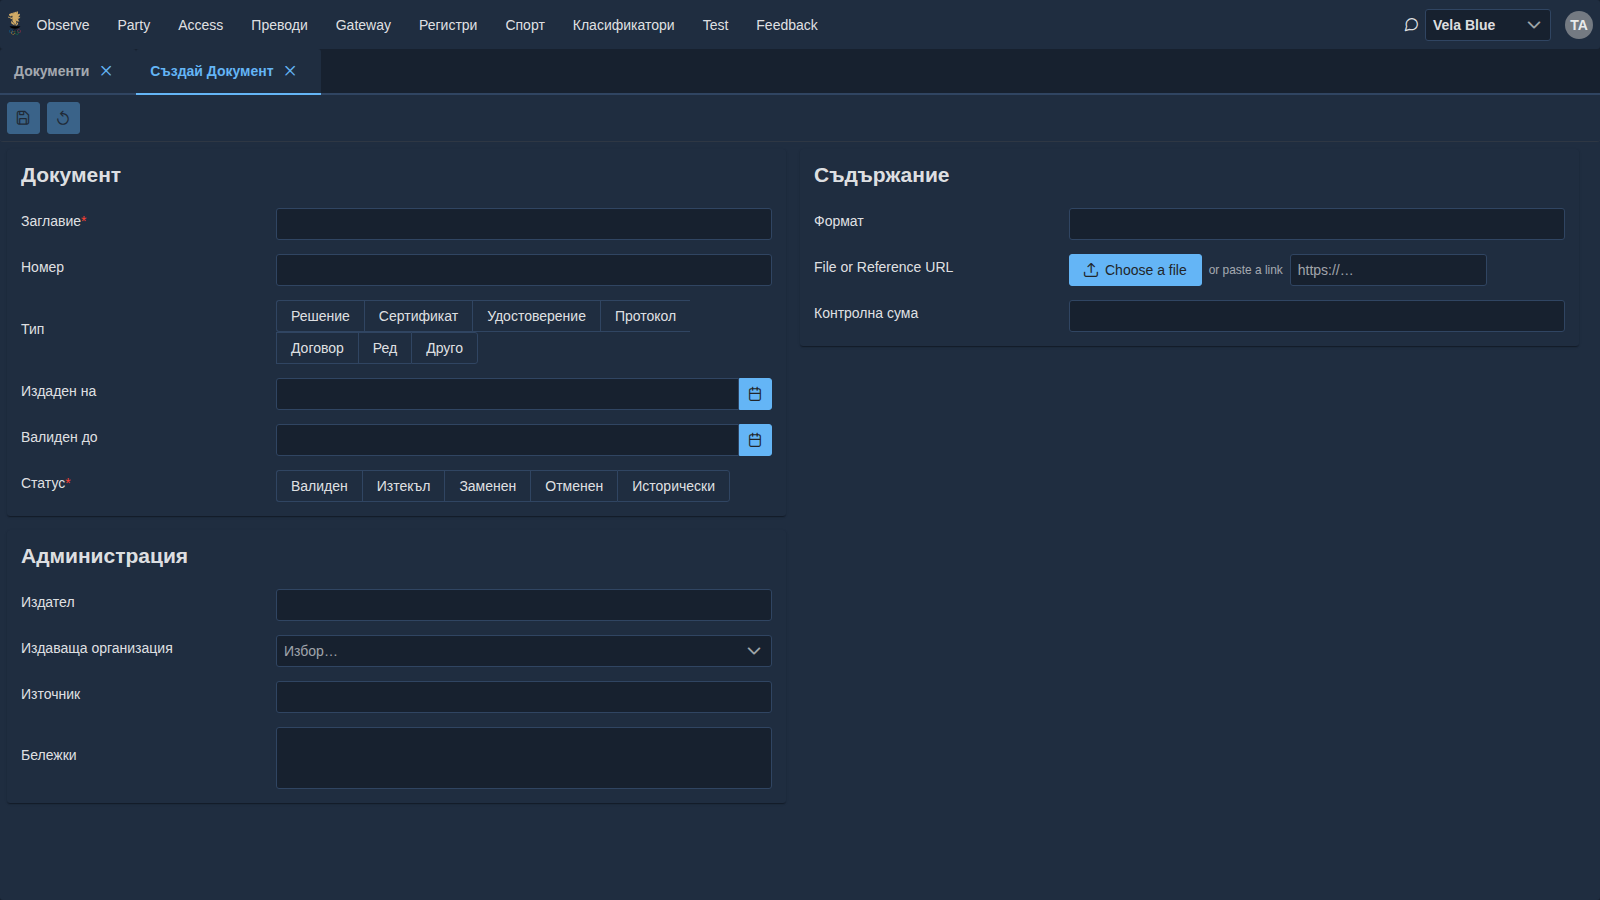 Observe Party Access Преводи Gateway Регистри Спорт Класификатори Test Feedback Vela Blue TA
Документи Създай Документ
Документ
Заглавие*
Номер
Тип
Решение Сертификат Удостоверение Протокол
Договор Ред Друго
Издаден на
Валиден до
Статус*
Валиден Изтекъл Заменен Отменен Исторически
Администрация
Издател
Издаваща организация
Избор...
Източник
Бележки
Съдържание
Формат
File or Reference URL
Choose a file or paste a link https://...
Контролна сума